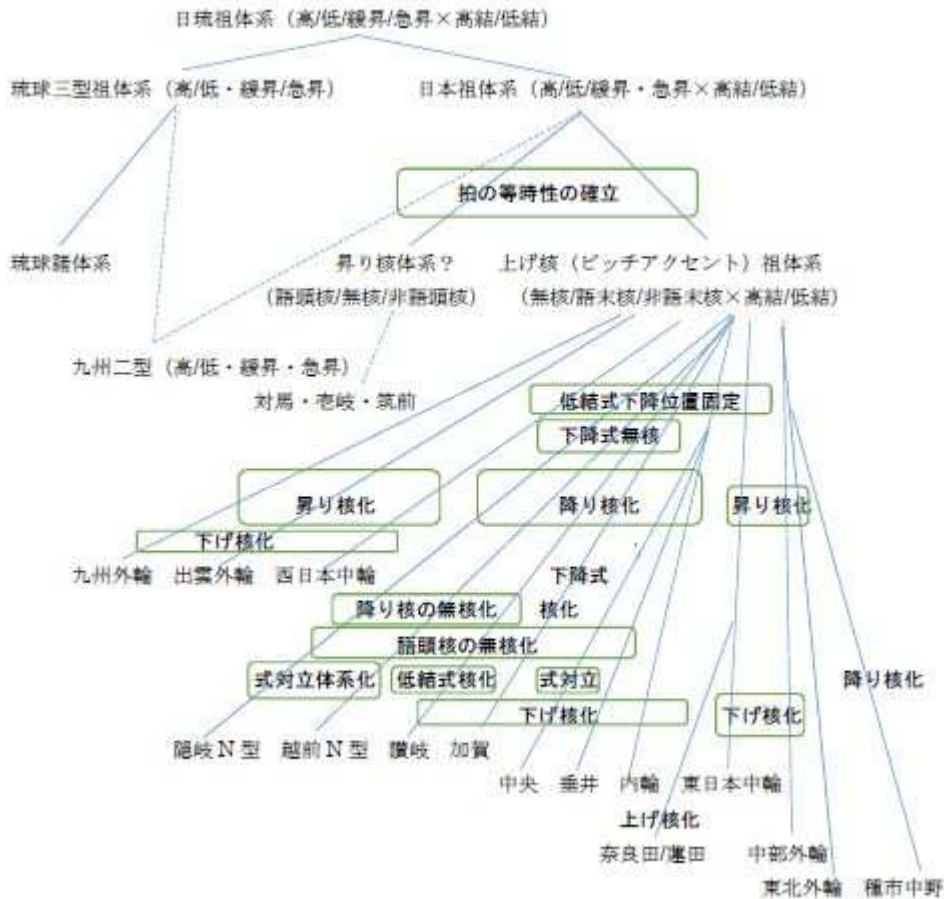 日琉祖体系（高/低/緩昇/急昇×高結/低結）
琉球三型祖体系（高/低・緩昇/急昇）
日本祖体系（高/低/緩昇・急昇×高結/低結）
拍の等時性の確立
琉球諸体系
昇り核体系？
上げ核（ピッチアクセント）祖体系
（語頭核/無核/非語頭核）
（無核/語末核/非語末核×高結/低結）
九州二型（高/低・緩昇・急昇）
対馬・壱岐・筑前
低結式下降位置固定
下降式無核
昇り核化
降り核化
昇り核化
下げ核化
九州外輪 出雲外輪 西日本中輪
下降式
降り核の無核化
核化
語頭核の無核化
式対立体系化
低結式核化
式対立
降り核化
下げ核化
下げ核化
隠岐N型 越前N型 讃岐 加賀
中央 垂井 内輪 東日本中輪
上げ核化
奈良田/蓮田
中部外輪
東北外輪 種市中野